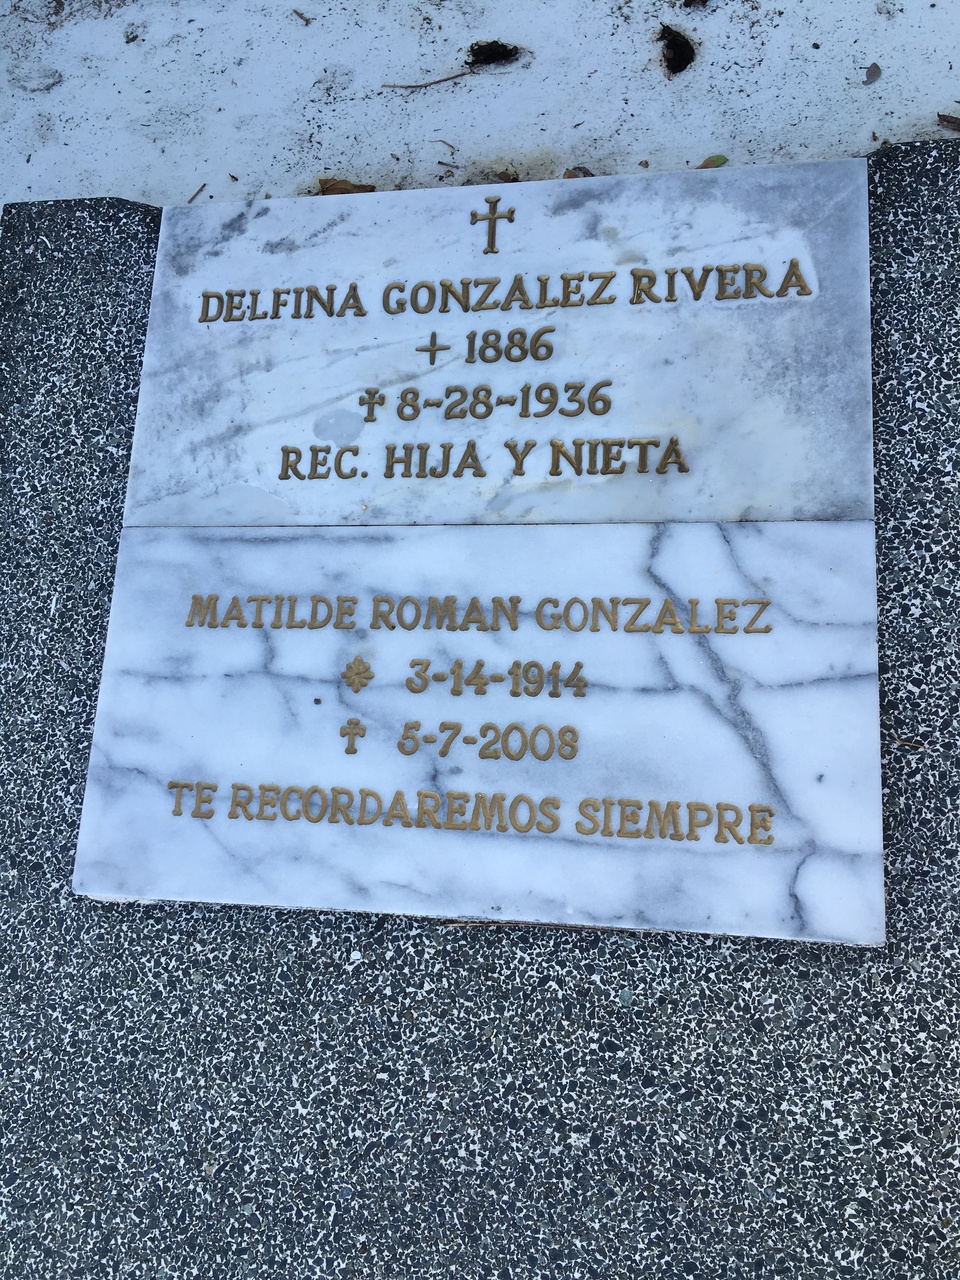 DELFINA GONZALEZ RIVERA
+ 1886
✝ 8-28-1936
REC. HIJA Y NIETA
MATILDE ROMAN GONZALEZ
3-14-1914
✝ 5-7-2008
TE RECORDAREMOS SIEMPRE